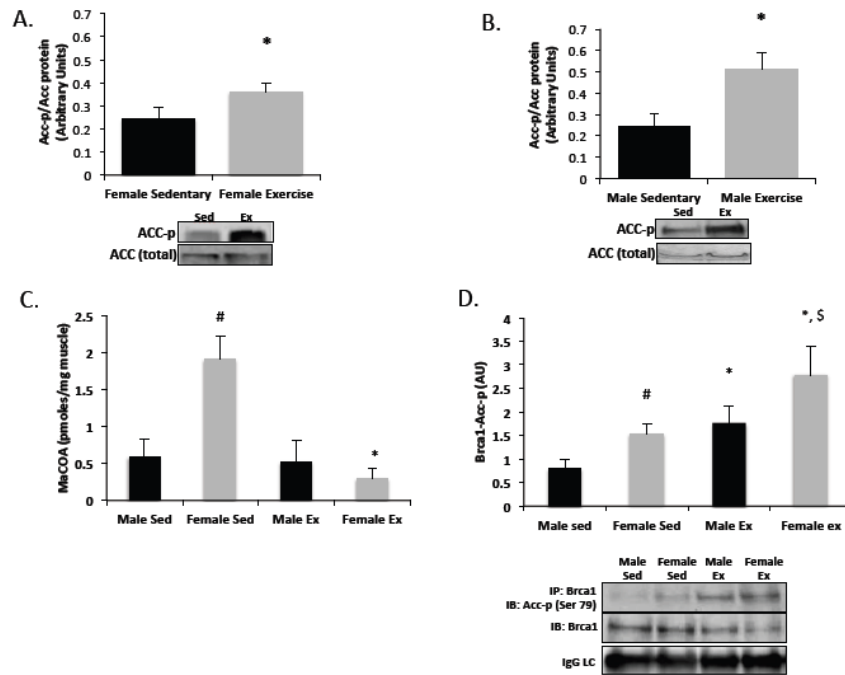 A.
Acc-p/Acc protein
(Arbitrary Units)
0.7
0.6
0.5
0.4
0.3
0.2
0.1
0
*
Female Sedentary Female Exercise
Sed Ex
ACC-p
ACC (total)
B.
Acc-p/Acc protein
(Arbitrary Units)
0.7
0.6
0.5
0.4
0.3
0.2
0.1
0
*
Male Sedentary Male Exercise
Sed Ex
ACC-p
ACC (total)
C.
MaCOA (pmoles/mg muscle)
2.5
2
1.5
1
0.5
0
#
*
Male Sed Female Sed Male Ex Female Ex
D.
Brca1-Acc-p (AU)
4
3.5
3
2.5
2
1.5
1
0.5
0
#
*
*, $
Male sed Female Sed Male Ex Female ex
Male Female Male Female
Sed Sed Ex Ex
IP: Brca1
IB: Acc-p (Ser 79)
IB: Brca1
IgG LC